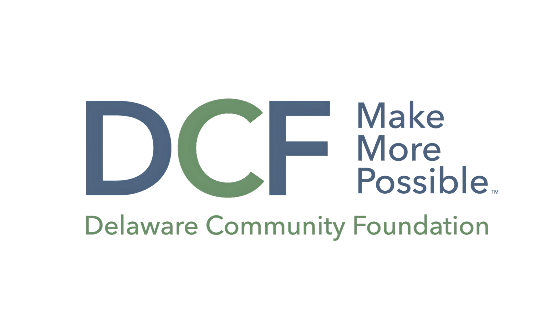 DCF
Make
More
Possible™
Delaware Community Foundation